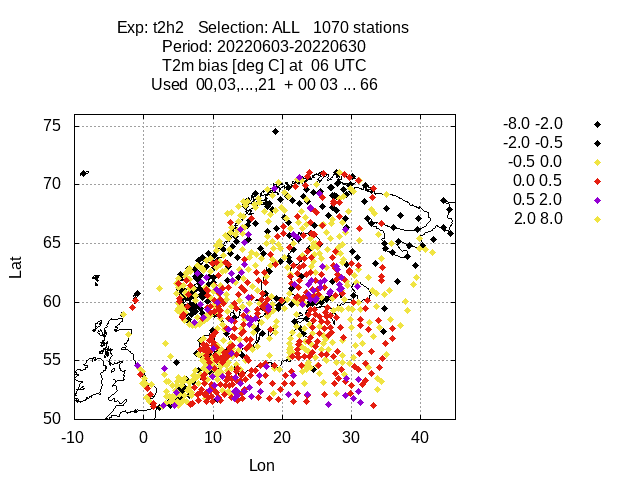 Exp: t2h2   Selection: ALL   1070 stations
Period: 20220603-20220630
T2m bias [deg C] at  06 UTC
Used  00,03,...,21  + 00 03 ... 66
-8.0 -2.0
-2.0 -0.5
-0.5 0.0
0.0 0.5
0.5 2.0
2.0 8.0
75
70
65
60
55
50
Lat
-10 0 10 20 30 40
Lon